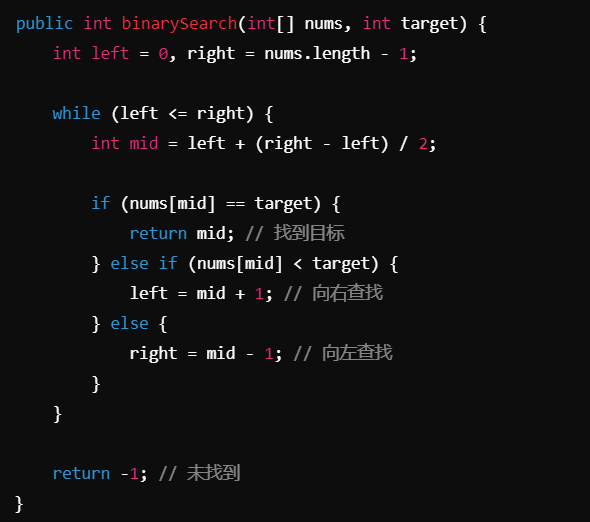 public int binarySearch(int[] nums, int target) {
    int left = 0, right = nums.length - 1;

    while (left <= right) {
        int mid = left + (right - left) / 2;

        if (nums[mid] == target) {
            return mid; // 找到目标
        } else if (nums[mid] < target) {
            left = mid + 1; // 向右查找
        } else {
            right = mid - 1; // 向左查找
        }
    }

    return -1; // 未找到
}